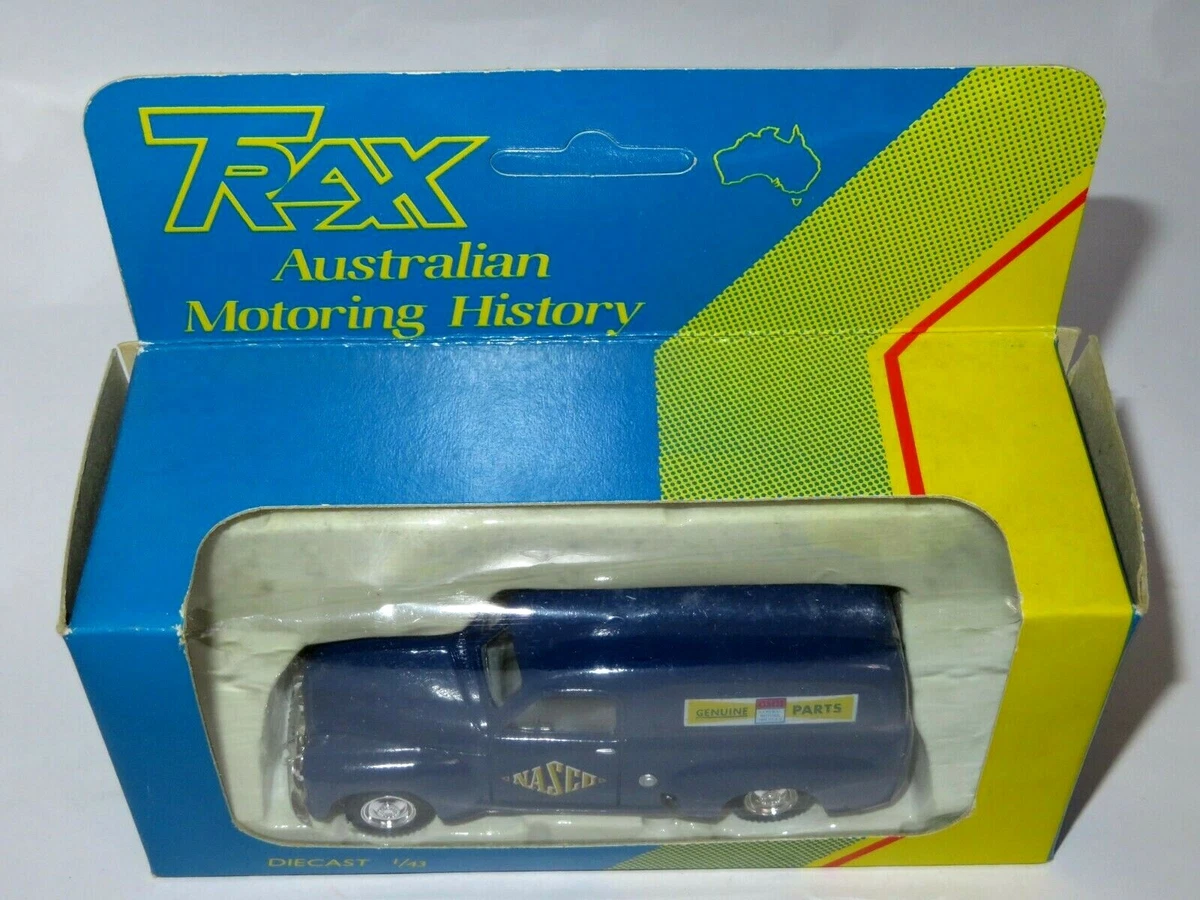 TRAX
Australian
Motoring History
GENUINE PARTS
NASCO
DIECAST 1/43